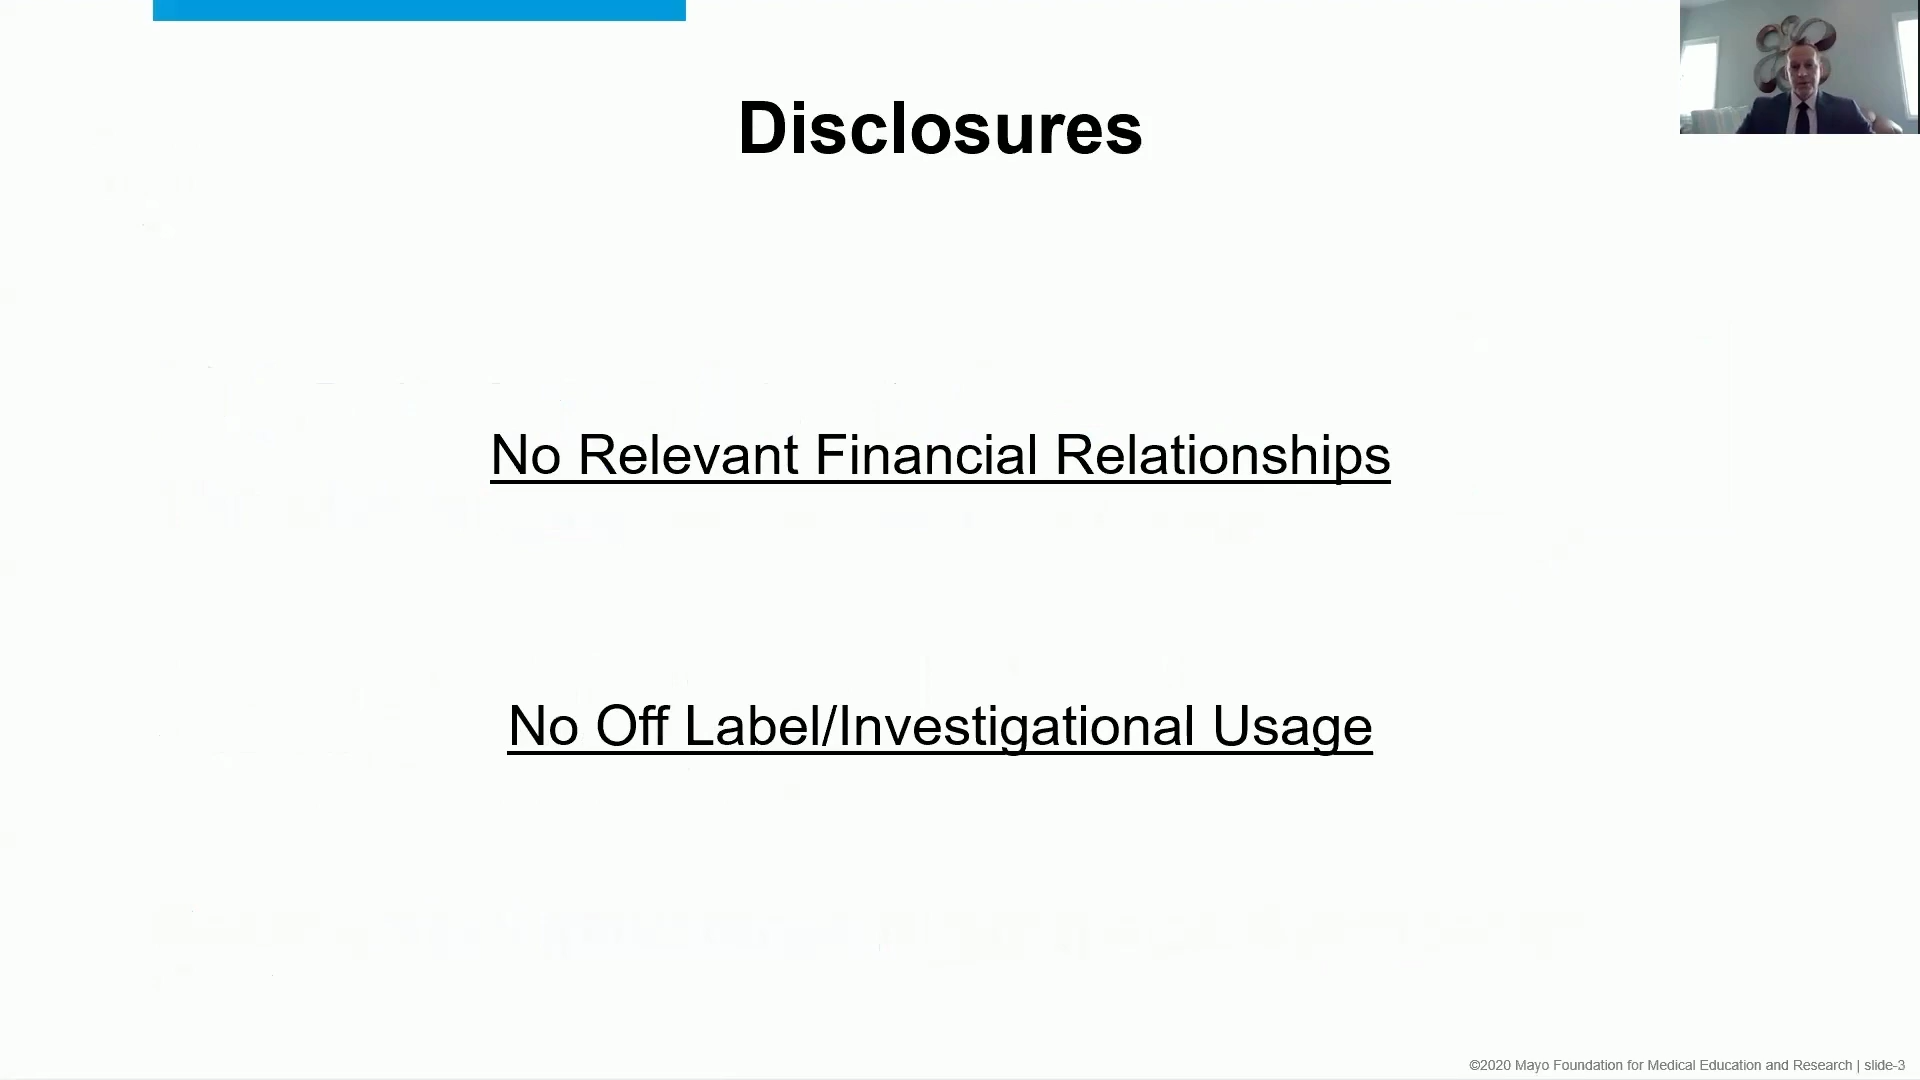 Disclosures
No Relevant Financial Relationships
No Off Label/Investigational Usage
©2020 Mayo Foundation for Medical Education and Research | slide-3